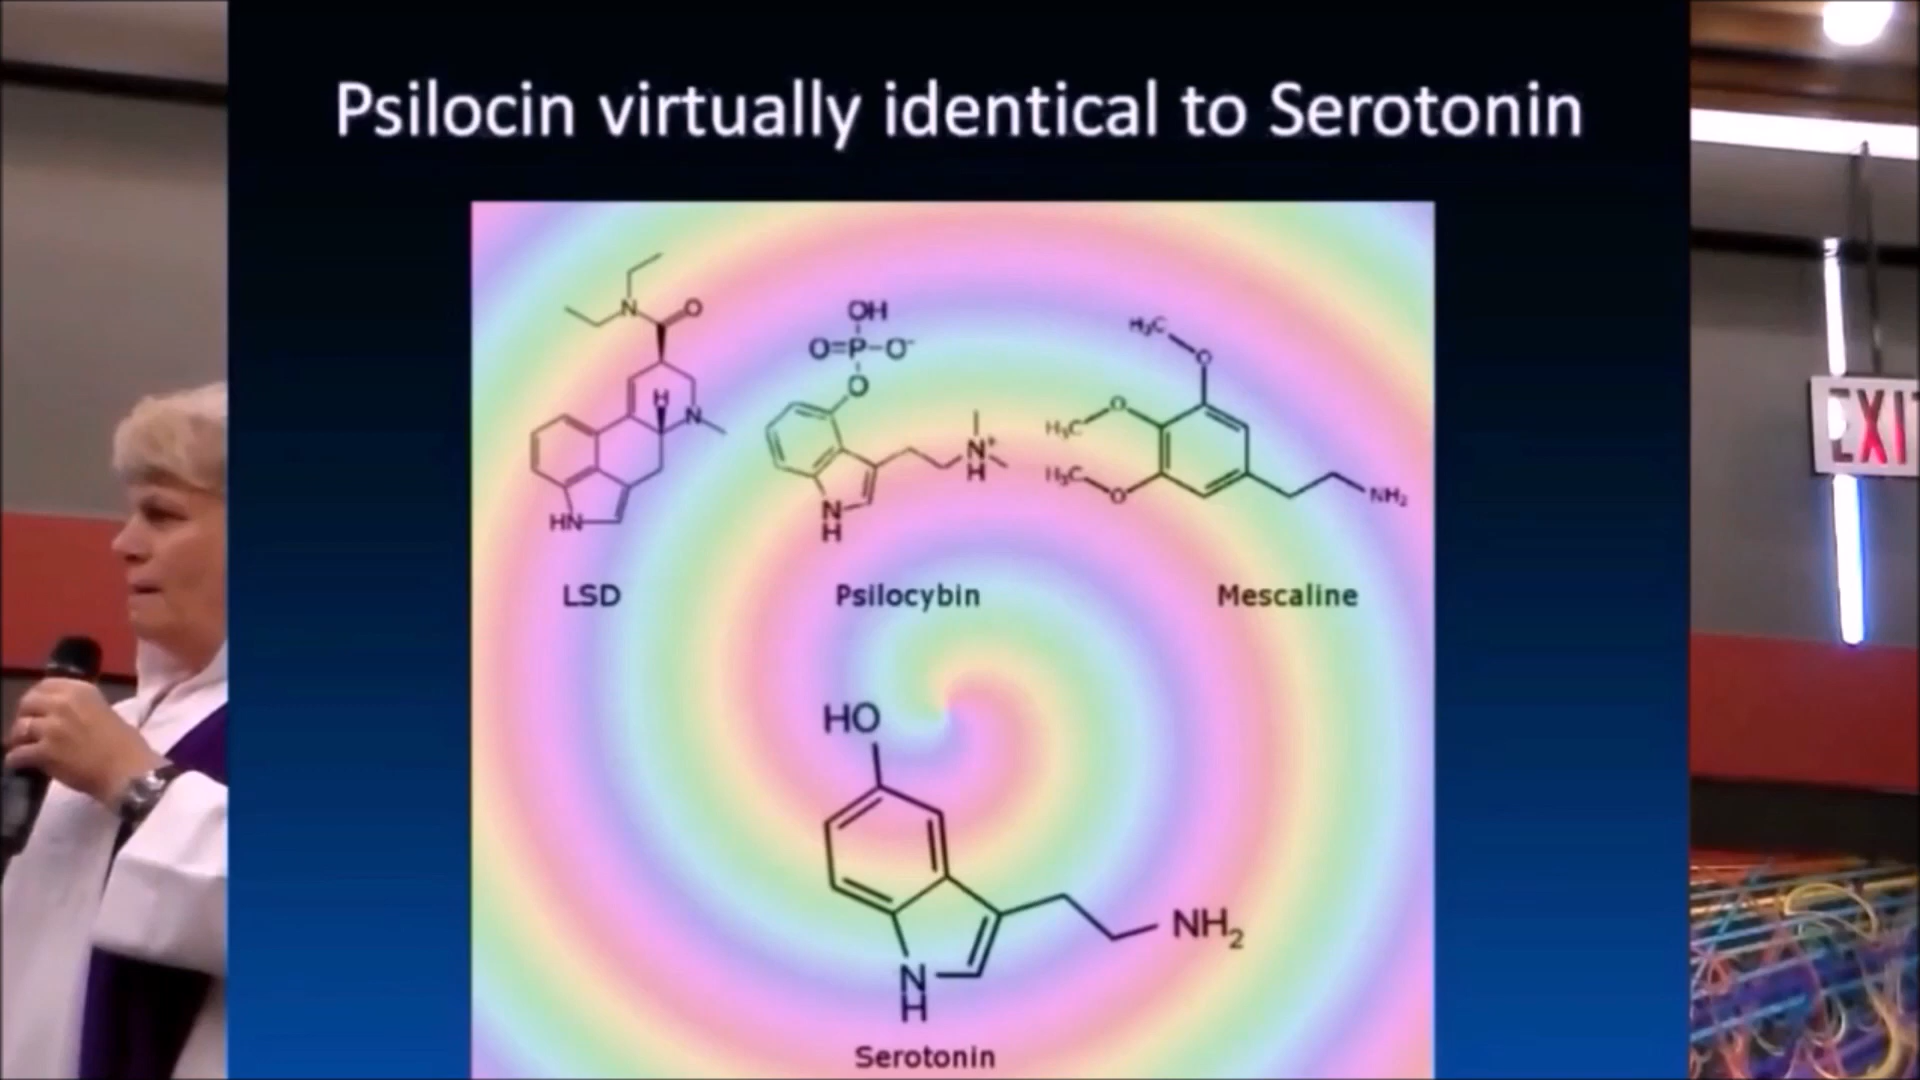 Psilocin virtually identical to Serotonin
N
O
OH
O=P-O-
O
H
N
HN
N+
H
N
H
H3C
O
O
H3C
H3C
O
NH2
LSD
Psilocybin
Mescaline
HO
NH2
N
H
Serotonin
EXIT